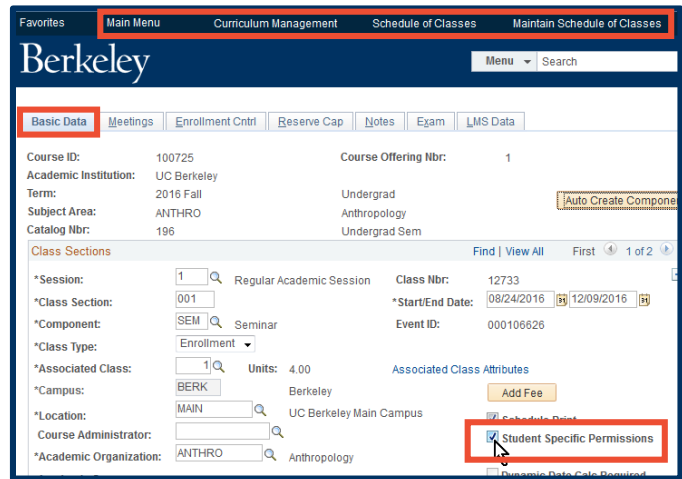 Favorites Main Menu Curriculum Management Schedule of Classes Maintain Schedule of Classes
Berkeley Menu Search
Basic Data Meetings Enrollment Cntrl Reserve Cap Notes Exam LMS Data
Course ID: 100725 Course Offering Nbr: 1
Academic Institution: UC Berkeley
Term: 2016 Fall Undergrad Auto Create Compone
Subject Area: ANTHRO Anthropology
Catalog Nbr: 196 Undergrad Sem
Class Sections Find | View All First 1 of 2
*Session: 1 Regular Academic Session Class Nbr: 12733
*Class Section: 001 *Start/End Date: 08/24/2016 31 12/09/2016 31
*Component: SEM Seminar Event ID: 000106626
*Class Type: Enrollment
*Associated Class: 1 Units: 4.00 Associated Class Attributes
*Campus: BERK Berkeley Add Fee
*Location: MAIN UC Berkeley Main Campus Schedule Print
Course Administrator: Student Specific Permissions
*Academic Organization: ANTHRO Anthropology
Dynamic Date Calc Required